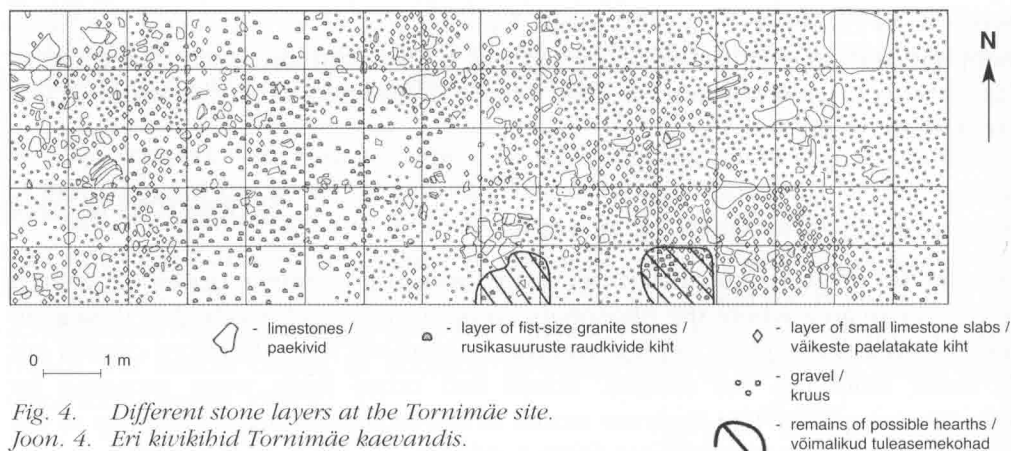 N
- limestones /
paekivid
- layer of fist-size granite stones /
rusikasuuruste raudkivide kiht
- layer of small limestone slabs /
väikeste paelatakate kiht
- gravel /
kruus
- remains of possible hearths /
võimalikud tuleasemekohad
0 1 m
Fig. 4. Different stone layers at the Tornimäe site.
Joon. 4. Eri kivikihid Tornimäe kaevandis.